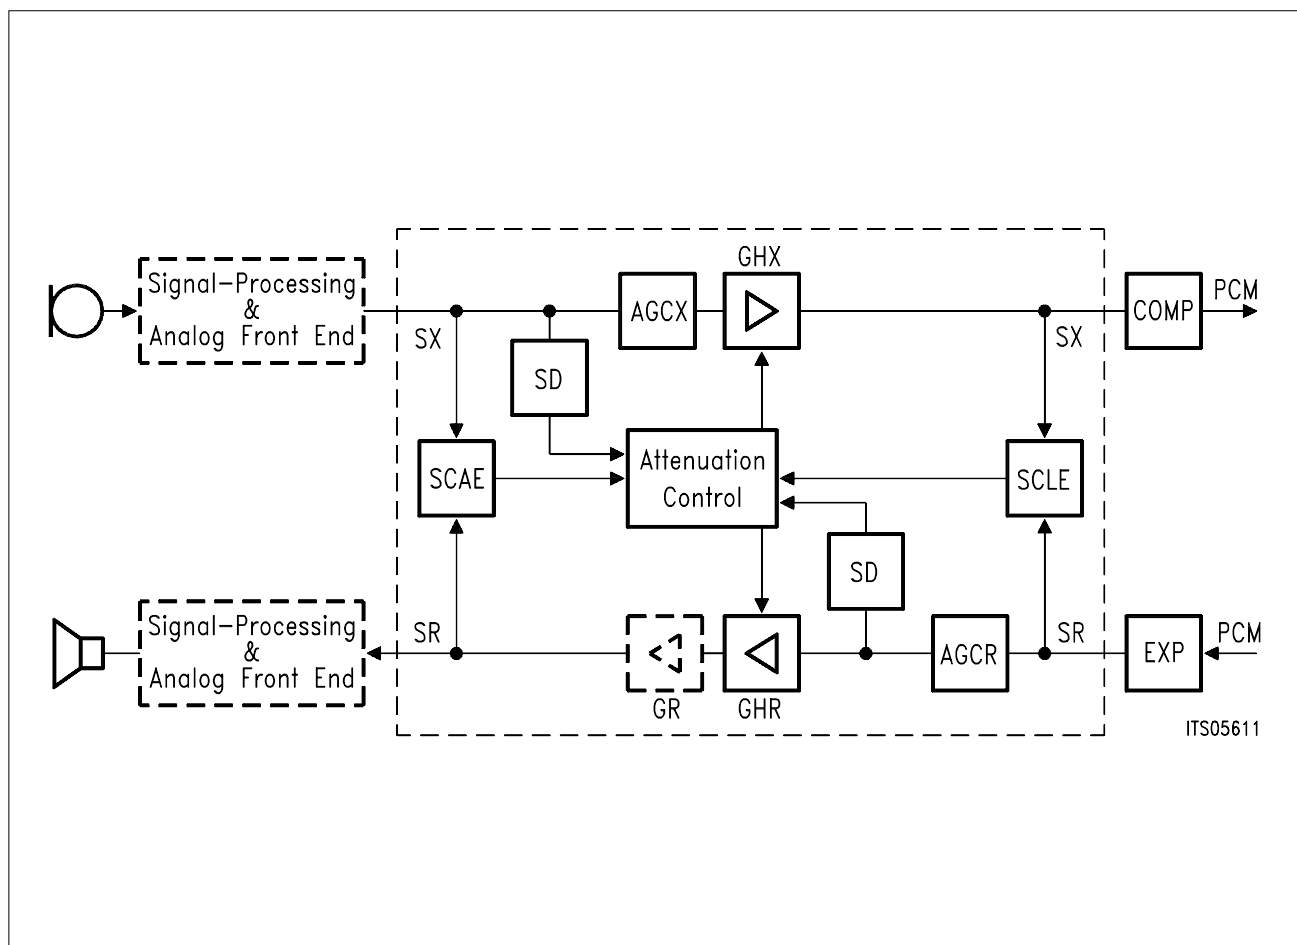 GHX
Signal-Processing
&
Analog Front End
AGCX
COMP
PCM
SX
SX
SD
SCAE
Attenuation
Control
SCLE
SD
Signal-Processing
&
Analog Front End
SR
AGCR
SR
EXP
PCM
GR
GHR
ITS05611